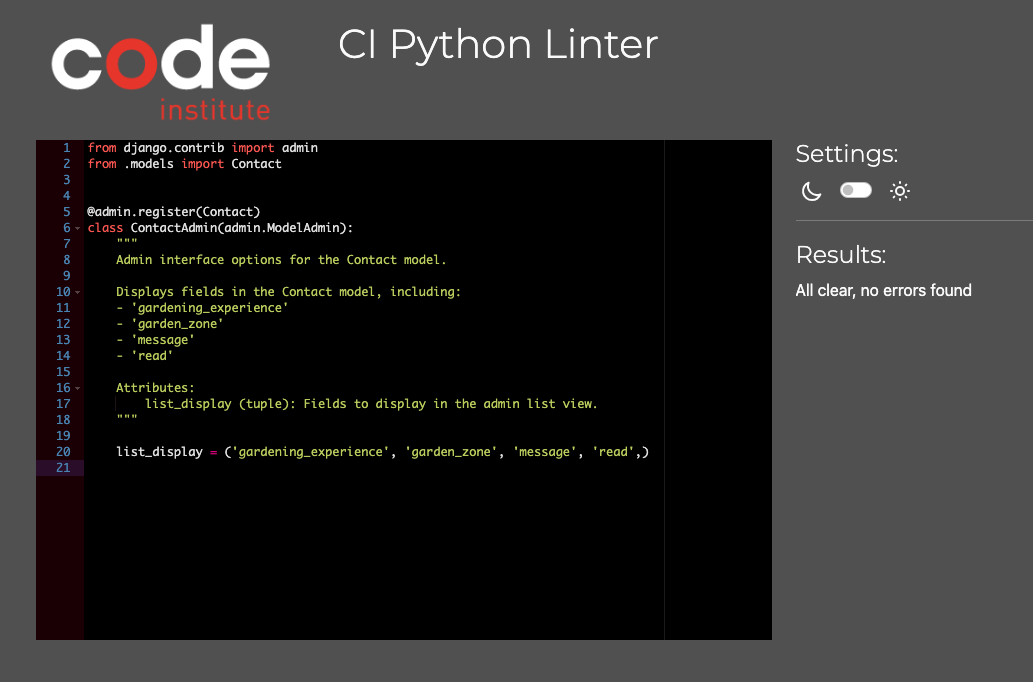 code
institute
CI Python Linter
1 from django.contrib import admin
2 from .models import Contact
3
4
5 @admin.register(Contact)
6 class ContactAdmin(admin.ModelAdmin):
7     """
8     Admin interface options for the Contact model.
9
10     Displays fields in the Contact model, including:
11     - 'gardening_experience'
12     - 'garden_zone'
13     - 'message'
14     - 'read'
15
16     Attributes:
17         list_display (tuple): Fields to display in the admin list view.
18     """
19
20     list_display = ('gardening_experience', 'garden_zone', 'message', 'read',)
21
Settings:
Results:
All clear, no errors found